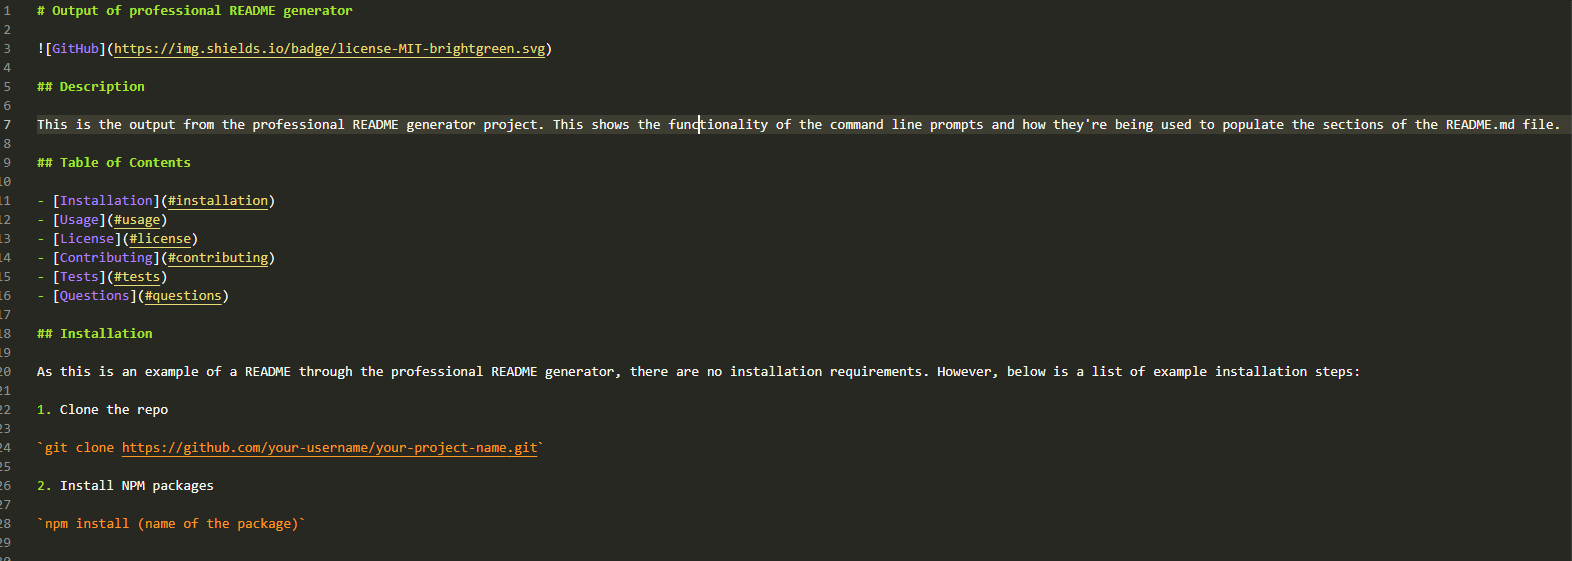 1 # Output of professional README generator
2
3 ![GitHub](https://img.shields.io/badge/license-MIT-brightgreen.svg)
4
5 ## Description
6
7 This is the output from the professional README generator project. This shows the functionality of the command line prompts and how they're being used to populate the sections of the README.md file.
8
9 ## Table of Contents
10
11 - [Installation](#installation)
12 - [Usage](#usage)
13 - [License](#license)
14 - [Contributing](#contributing)
15 - [Tests](#tests)
16 - [Questions](#questions)
17
18 ## Installation
19
20 As this is an example of a README through the professional README generator, there are no installation requirements. However, below is a list of example installation steps:
21
22 1. Clone the repo
23
24 `git clone https://github.com/your-username/your-project-name.git`
25
26 2. Install NPM packages
27
28 `npm install (name of the package)`
29